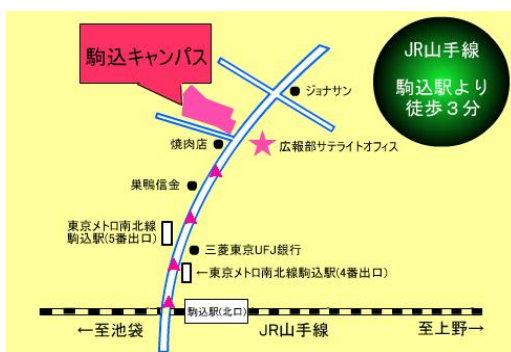 駒込キャンパス
JR山手線
駒込駅より
徒歩3分
ジョナサン
焼肉店
広報部サテライトオフィス
巣鴨信金
東京メトロ南北線
駒込駅(5番出口)
三菱東京UFJ銀行
←東京メトロ南北線駒込駅(4番出口)
駒込駅(北口)
←至池袋
JR山手線
至上野→